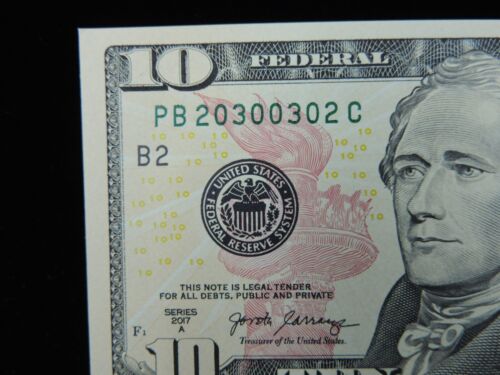 10 FEDERAL
PB 20300302 C
B2
UNITED STATES
FEDERAL RESERVE SYSTEM
THIS NOTE IS LEGAL TENDER
FOR ALL DEBTS, PUBLIC AND PRIVATE
SERIES
2017
A
F1
Treasurer of the United States.
10